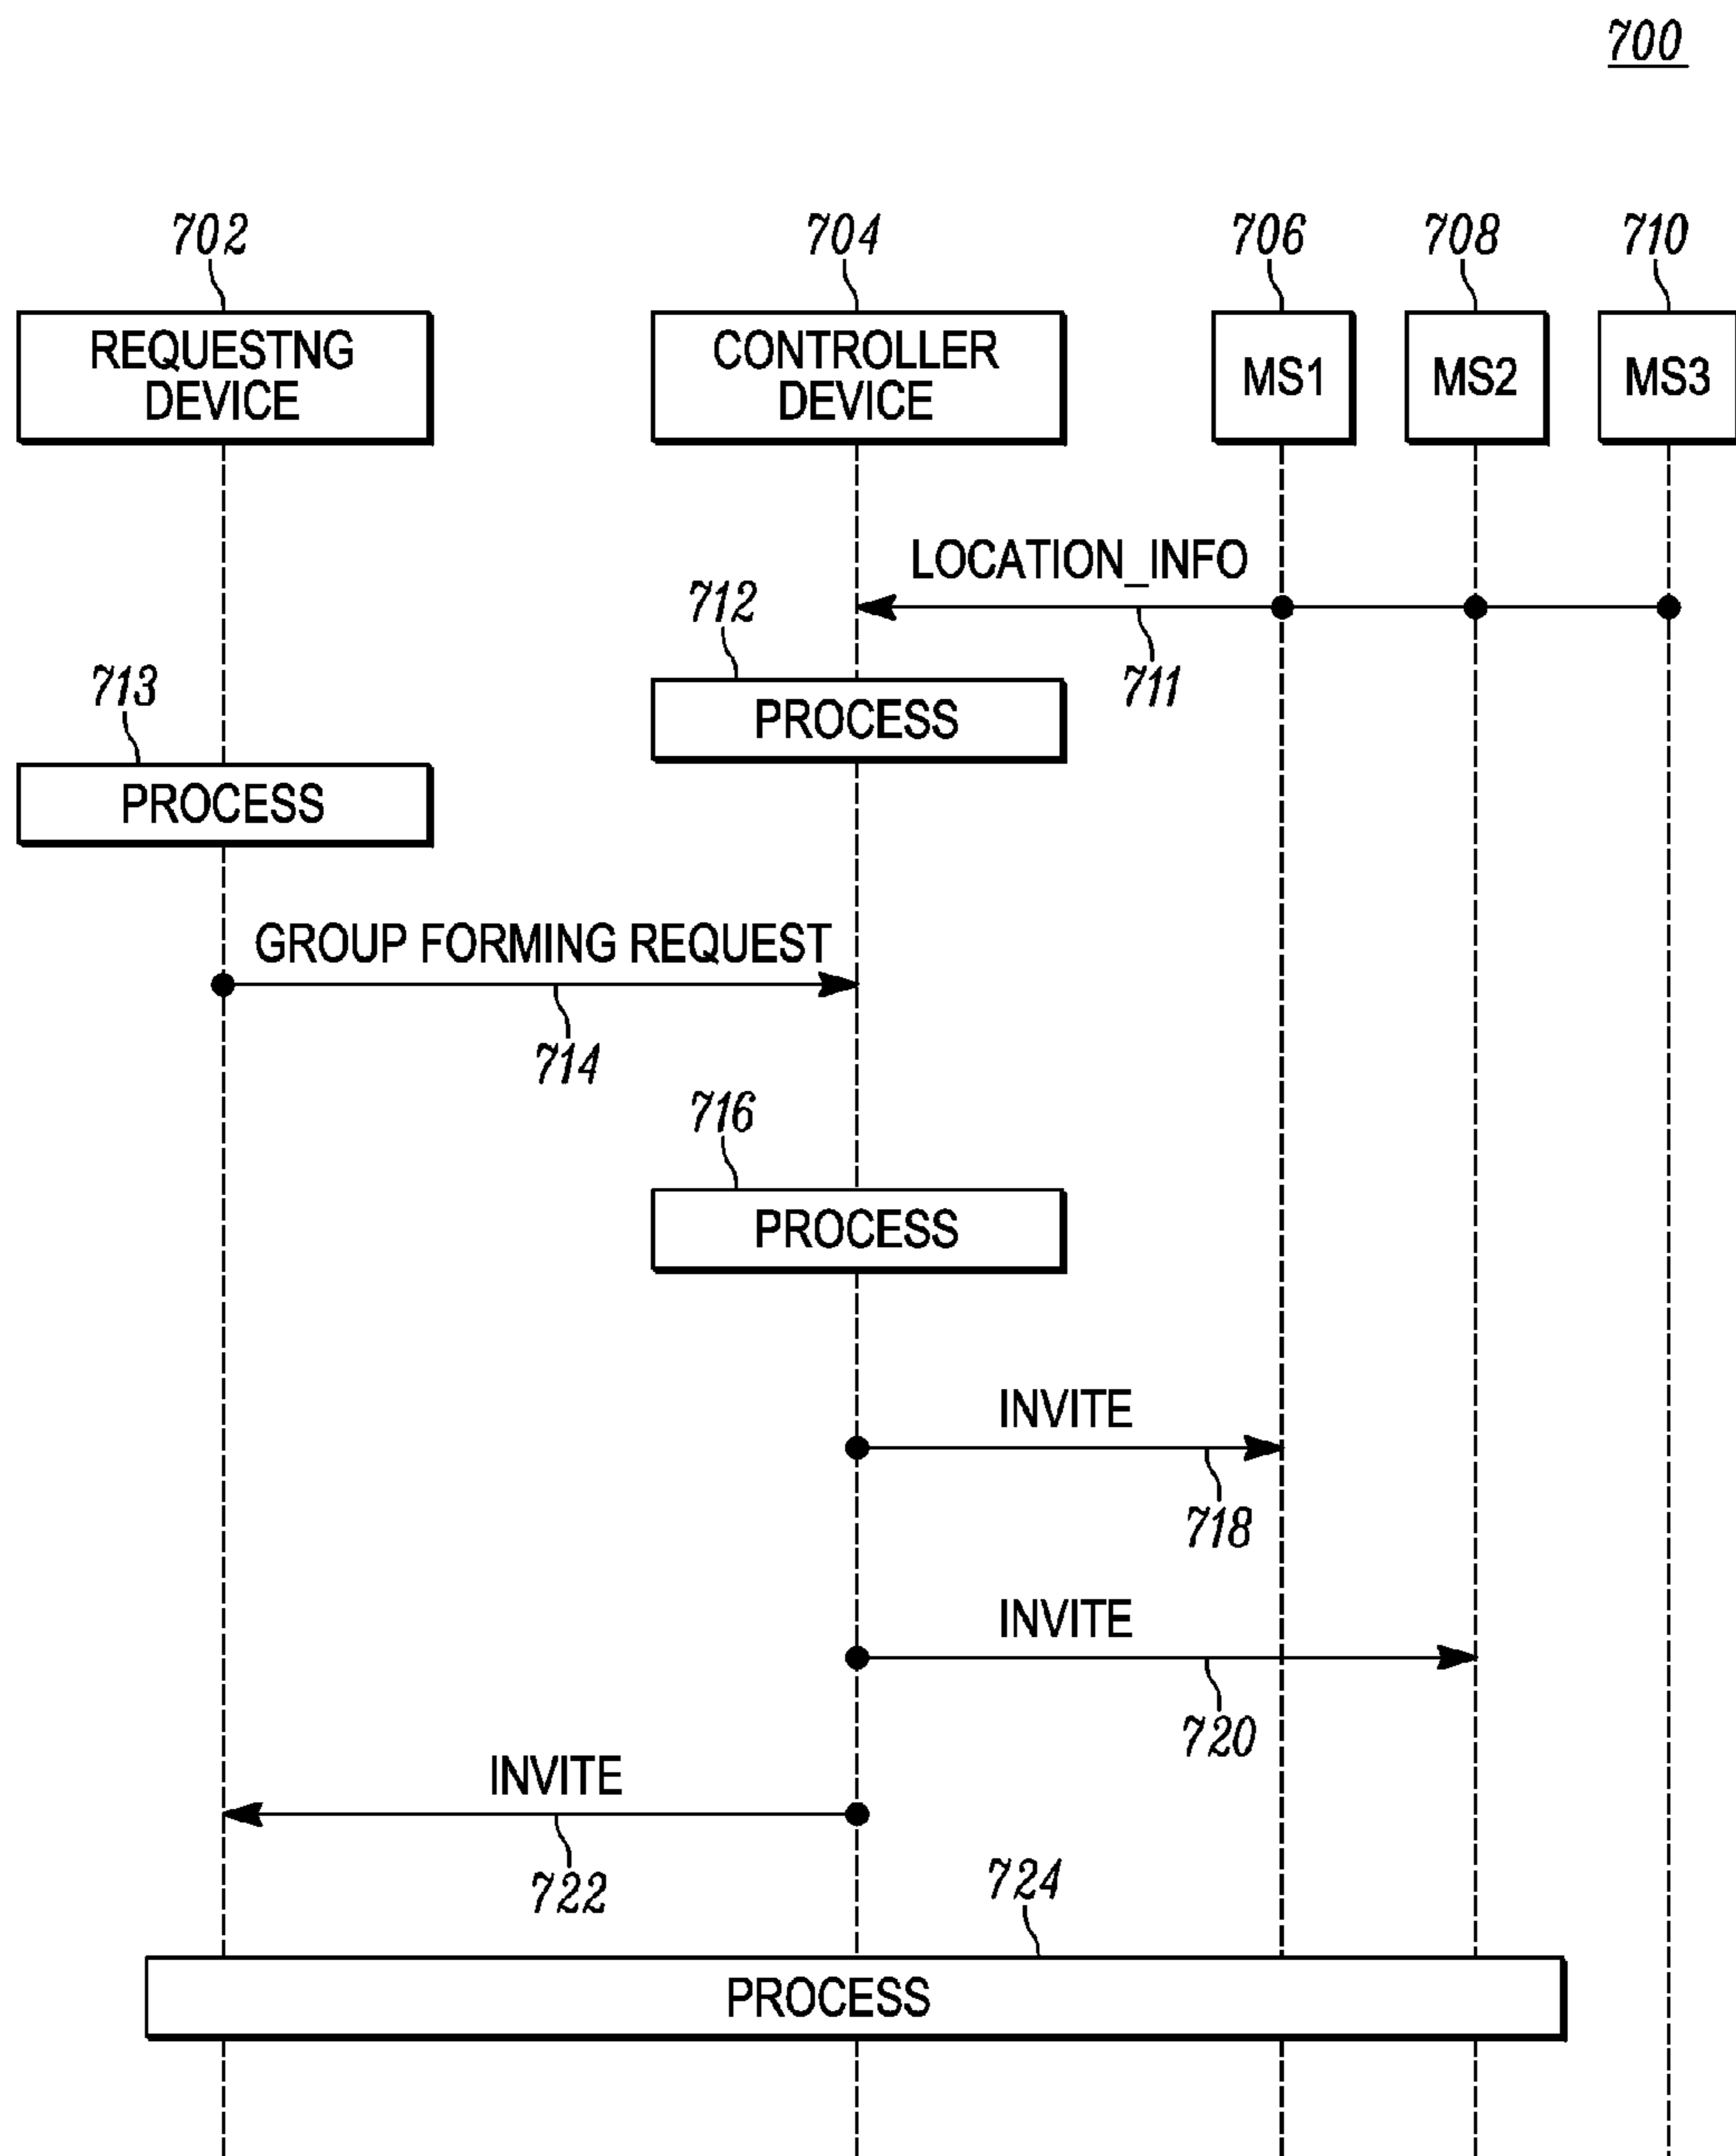 700
702
704
706
708
710
REQUESTNG
DEVICE
CONTROLLER
DEVICE
MS1
MS2
MS3
LOCATION_INFO
711
712
PROCESS
713
PROCESS
GROUP FORMING REQUEST
714
716
PROCESS
INVITE
718
INVITE
720
INVITE
722
724
PROCESS